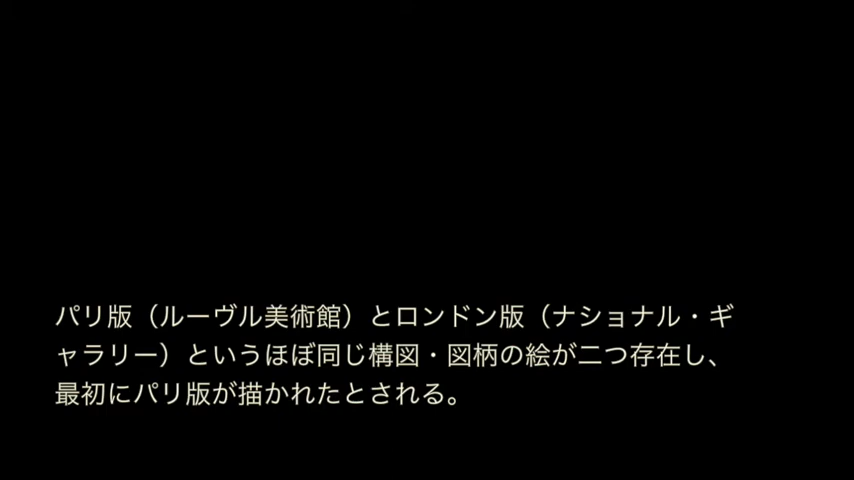 パリ版（ルーヴル美術館）とロンドン版（ナショナル・ギ
ャラリー）というほぼ同じ構図・図柄の絵が二つ存在し、
最初にパリ版が描かれたとされる。